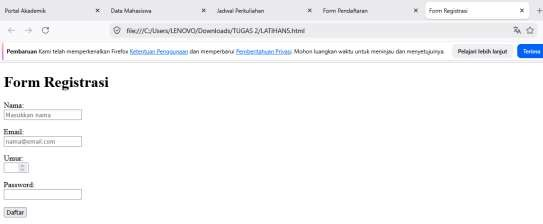 Portal Akademik × Data Mahasiswa × Jadwal Perkuliahan × Form Pendaftaran × Form Registrasi ×
file:///C:/Users/LENOVO/Downloads/TUGAS 2/LATIHAN5.html
Pembaruan Kami telah memperkenalkan Firefox Ketentuan Penggunaan dan memperbarui Pemberitahuan Privasi. Mohon luangkan waktu untuk meninjau dan menyetujuinya. Pelajari lebih lanjut Terima
Form Registrasi
Nama:
Masukkan nama
Email:
nama@email.com
Umur:
Password:
Daftar